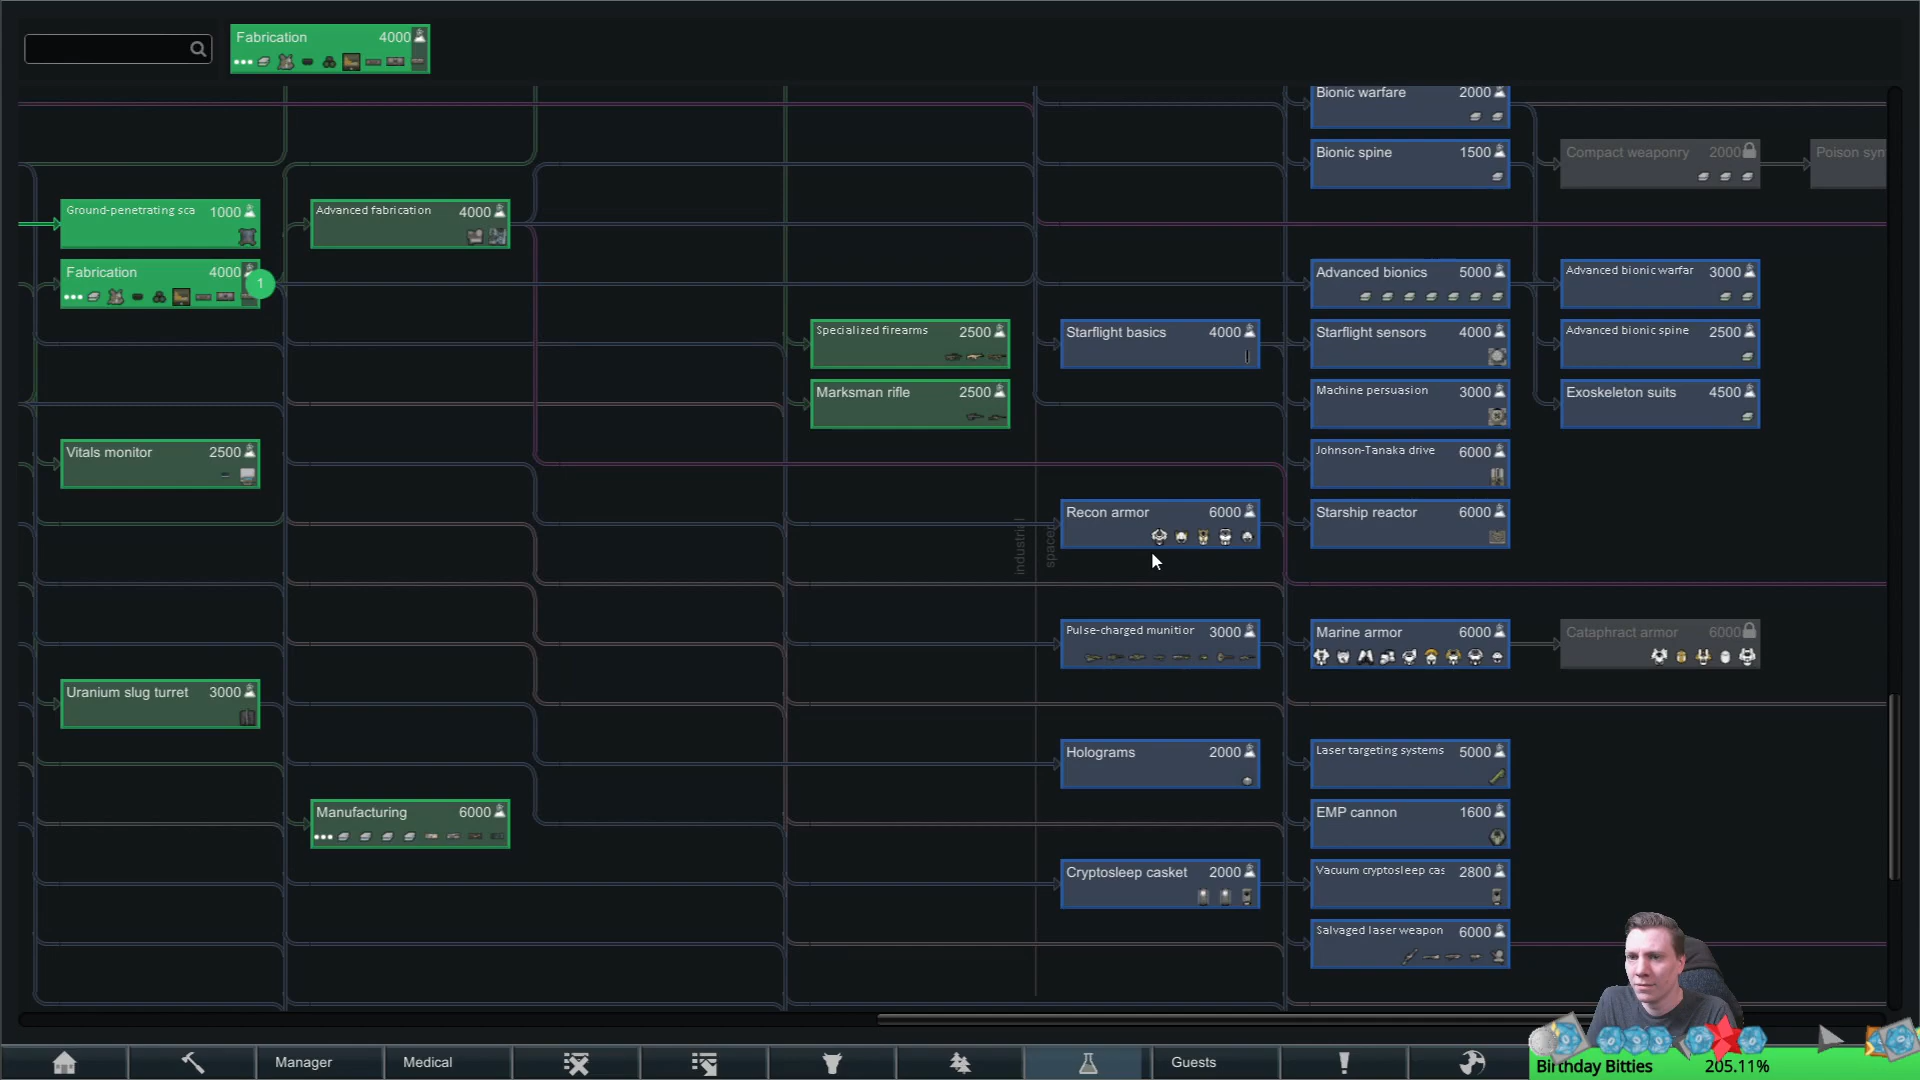 Fabrication 4000
Bionic warfare 2000
Bionic spine 1500
Compact weaponry 2000
Poison syn
Ground-penetrating sca 1000
Advanced fabrication 4000
Fabrication 4000
1
Advanced bionics 5000
Advanced bionic warfar 3000
Specialized firearms 2500
Starflight basics 4000
Starflight sensors 4000
Advanced bionic spine 2500
Marksman rifle 2500
Machine persuasion 3000
Exoskeleton suits 4500
Vitals monitor 2500
Johnson-Tanaka drive 6000
Recon armor 6000
Starship reactor 6000
industrial
spacer
Pulse-charged munitior 3000
Marine armor 6000
Cataphract armor 6000
Uranium slug turret 3000
Holograms 2000
Laser targeting systems 5000
Manufacturing 6000
EMP cannon 1600
Cryptosleep casket 2000
Vacuum cryptosleep cas 2800
Salvaged laser weapon 6000
Manager
Medical
Guests
Birthday Bitties 205.11%